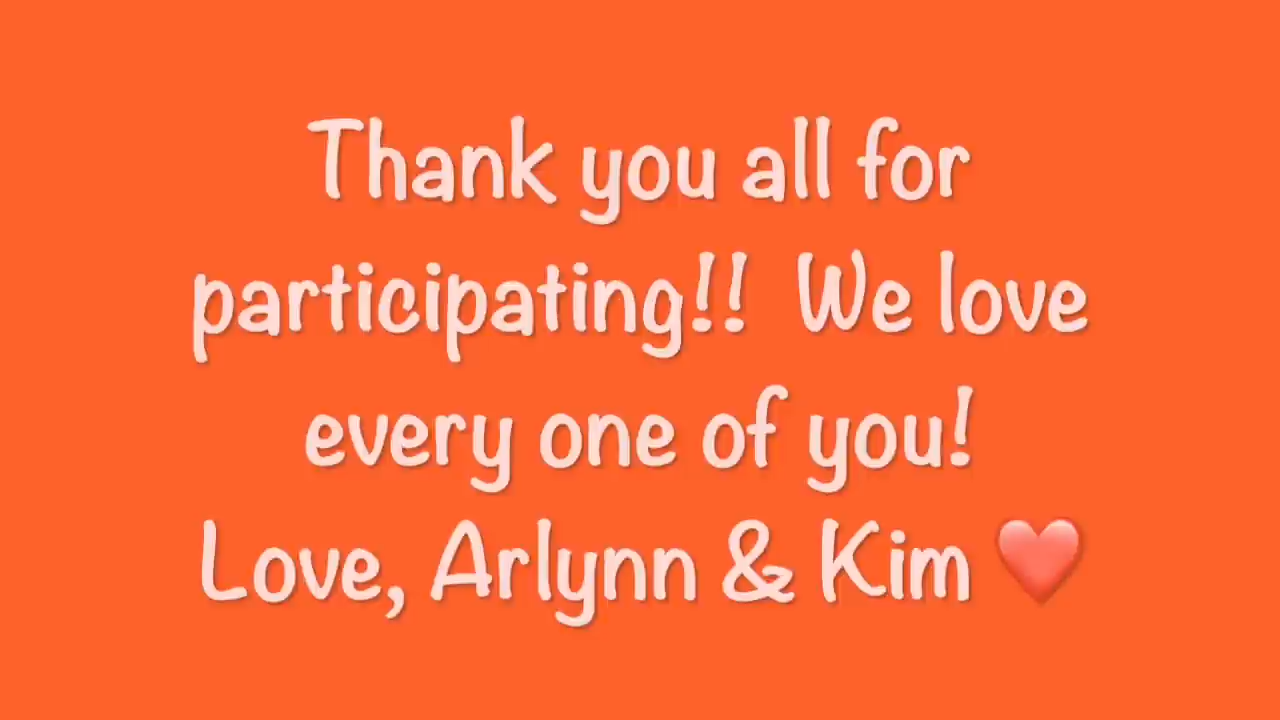 Thank you all for
participating!!  We love
every one of you!
Love, Arlynn & Kim ❤️